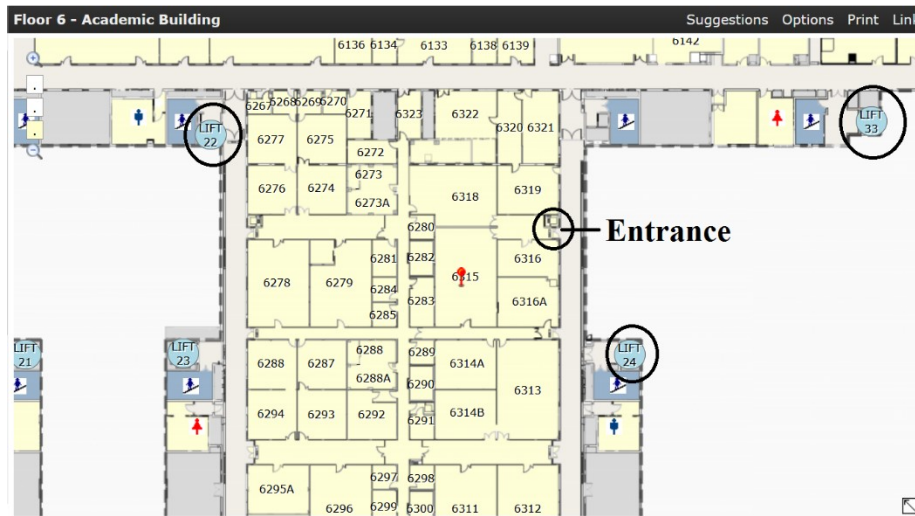 Floor 6 - Academic Building
Suggestions Options Print Link
6136 6134 6133 6138 6139 6142
6267 6268 6269 6270
6271 6323 6322 6320 6321
LIFT 22
LIFT 33
6277 6275
6272
6276 6274 6273 6318 6319
6273A
6280 Entrance
6281 6282 6316
6278 6279 6315
6284 6283 6316A
6285
LIFT 21
LIFT 23
LIFT 24
6288 6287 6288 6289 6314A
6288A 6290 6313
6294 6293 6292 6291 6314B
6295A 6297 6298
6296 6299 6300 6311 6312